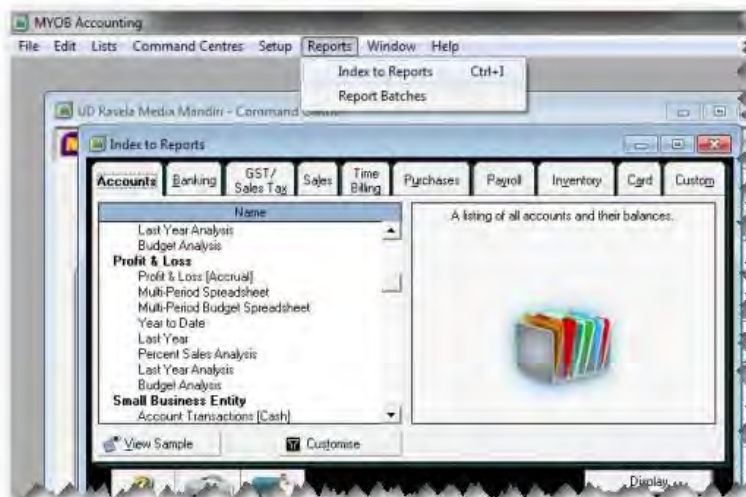 MYOB Accounting
File Edit Lists Command Centres Setup Reports Window Help
Index to Reports Ctrl+I
Report Batches
UD Rasela Media Mandiri - Command
Index to Reports
Accounts Banking GST/ Sales Tax Sales Time Billing Purchases Payroll Inventory Card Custom
Name
A listing of all accounts and their balances.
Last Year Analysis
Budget Analysis
Profit & Loss
Profit & Loss [Accrual]
Multi-Period Spreadsheet
Multi-Period Budget Spreadsheet
Year to Date
Last Year
Percent Sales Analysis
Last Year Analysis
Budget Analysis
Small Business Entity
Account Transactions [Cash]
View Sample Customise
Display